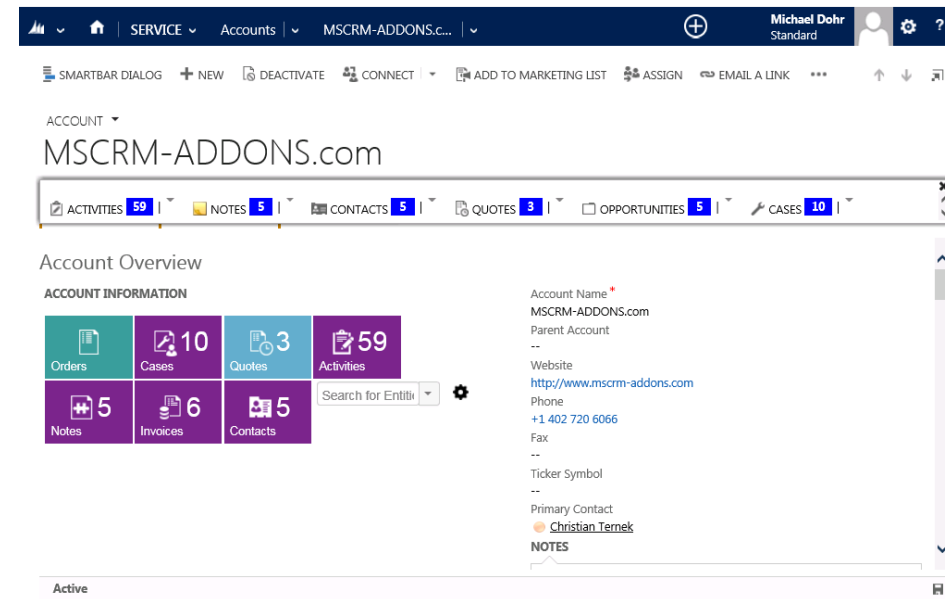 SERVICE Accounts | MSCRM-ADDONS.c... |
Michael Dohr
Standard
?
SMARTBAR DIALOG + NEW DEACTIVATE CONNECT | ADD TO MARKETING LIST ASSIGN EMAIL A LINK •••
ACCOUNT
MSCRM-ADDONS.com
ACTIVITIES 59 | NOTES 5 | CONTACTS 5 | QUOTES 3 | OPPORTUNITIES 5 | CASES 10 |
Account Overview
ACCOUNT INFORMATION
Orders
10
Cases
3
Quotes
59
Activities
5
Notes
6
Invoices
5
Contacts
Search for Entiti
Account Name *
MSCRM-ADDONS.com
Parent Account
--
Website
http://www.mscrm-addons.com
Phone
+1 402 720 6066
Fax
--
Ticker Symbol
--
Primary Contact
Christian Ternek
NOTES
Active